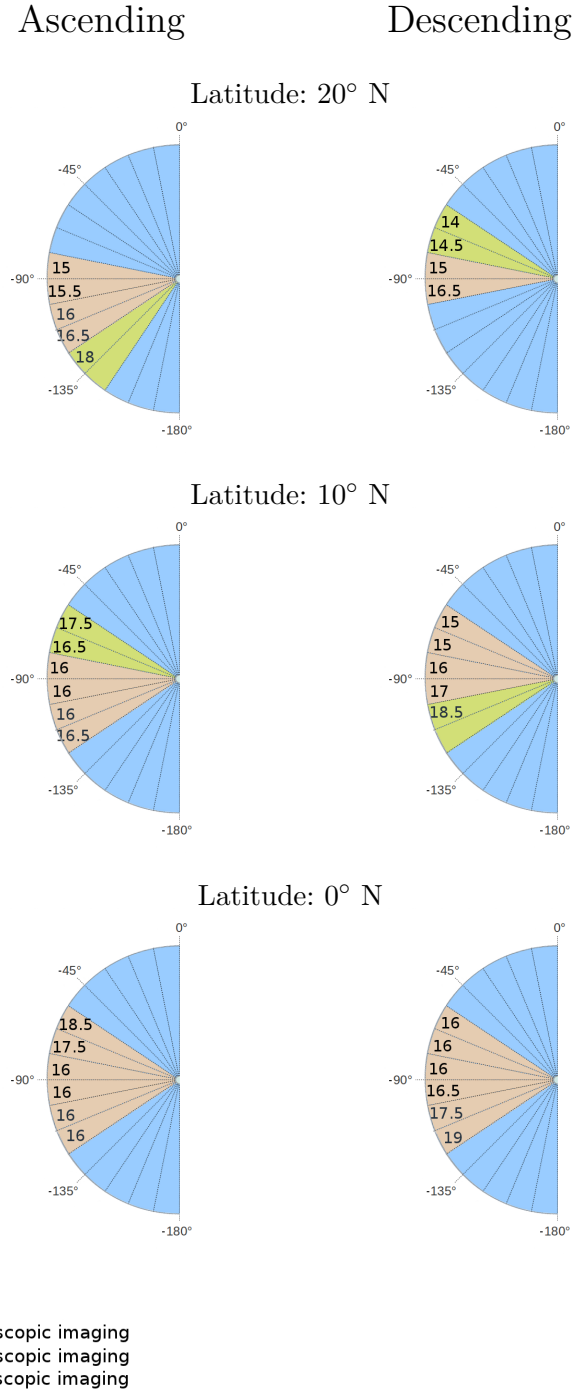 Ascending Descending
Latitude: 20° N
0° 0°
-45° -45°
14
14.5
15 15
-90° 15.5 -90° 16.5
16
16.5
18
-135° -135°
-180° -180°
Latitude: 10° N
0° 0°
-45° -45°
17.5 15
16.5 15
16 16
-90° 16 -90° 17
16 18.5
16.5
-135° -135°
-180° -180°
Latitude: 0° N
0° 0°
-45° -45°
18.5 16
17.5 16
16 16
-90° 16 -90° 16.5
16 17.5
16 19
-135° -135°
-180° -180°
scopic imaging
scopic imaging
scopic imaging